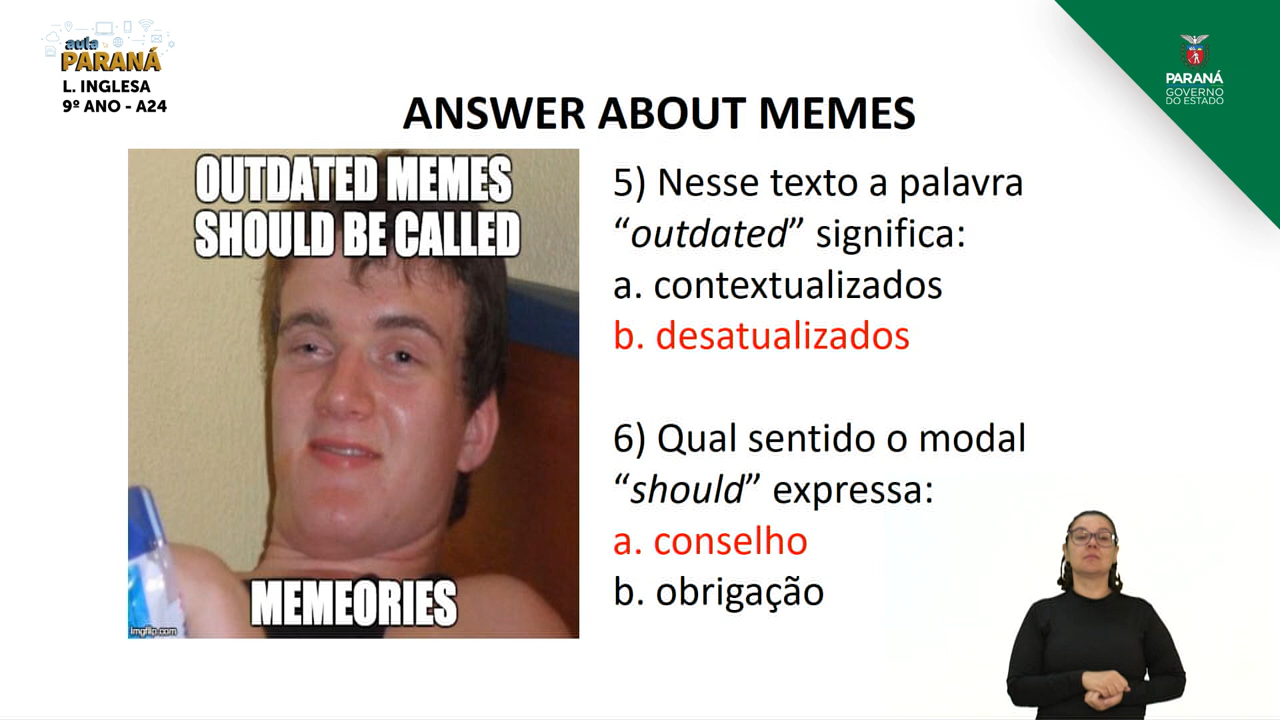 aula
PARANÁ
L. INGLESA
9º ANO - A24
PARANÁ
GOVERNO
DO ESTADO
ANSWER ABOUT MEMES
OUTDATED MEMES
SHOULD BE CALLED
MEMEORIES
imgflip.com
5) Nesse texto a palavra
“outdated” significa:
a. contextualizados
b. desatualizados
6) Qual sentido o modal
“should” expressa:
a. conselho
b. obrigação